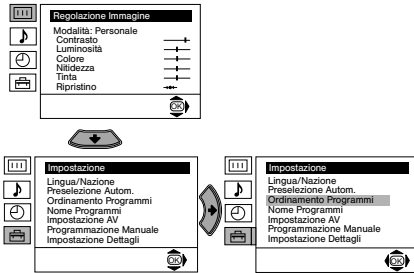 Regolazione Immagine
Modalità: Personale
Contrasto
Luminosità
Colore
Nitidezza
Tinta
Ripristino
OK
Impostazione
Lingua/Nazione
Preselezione Autom.
Ordinamento Programmi
Nome Programmi
Impostazione AV
Programmazione Manuale
Impostazione Dettagli
OK
Impostazione
Lingua/Nazione
Preselezione Autom.
Ordinamento Programmi
Nome Programmi
Impostazione AV
Programmazione Manuale
Impostazione Dettagli
OK